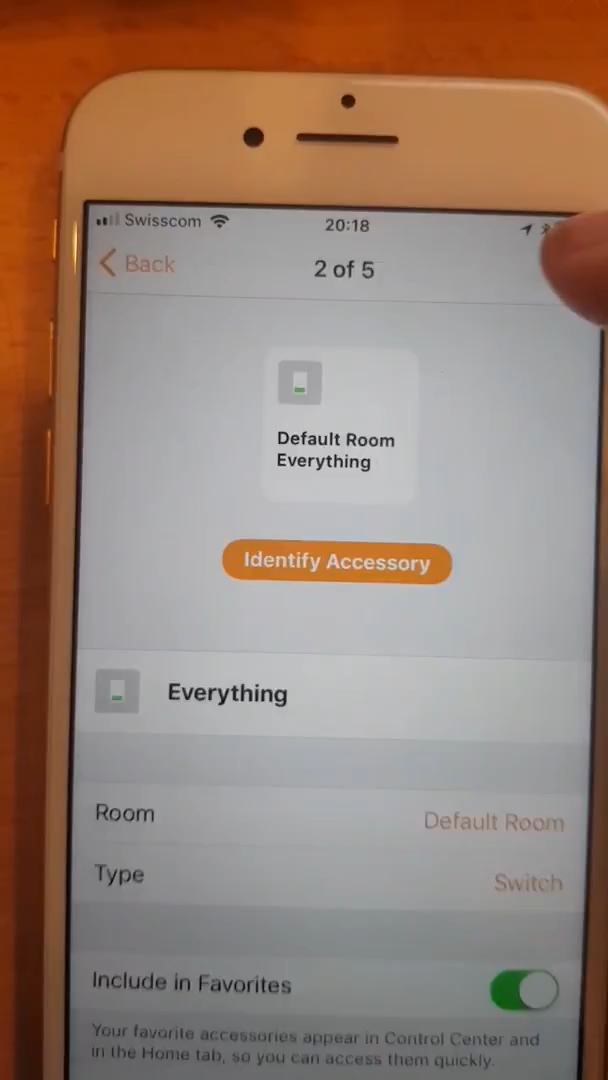 Swisscom 20:18
Back 2 of 5
Default Room
Everything
Identify Accessory
Everything
Room Default Room
Type Switch
Include in Favorites
Your favorite accessories appear in Control Center and
in the Home tab, so you can access them quickly.